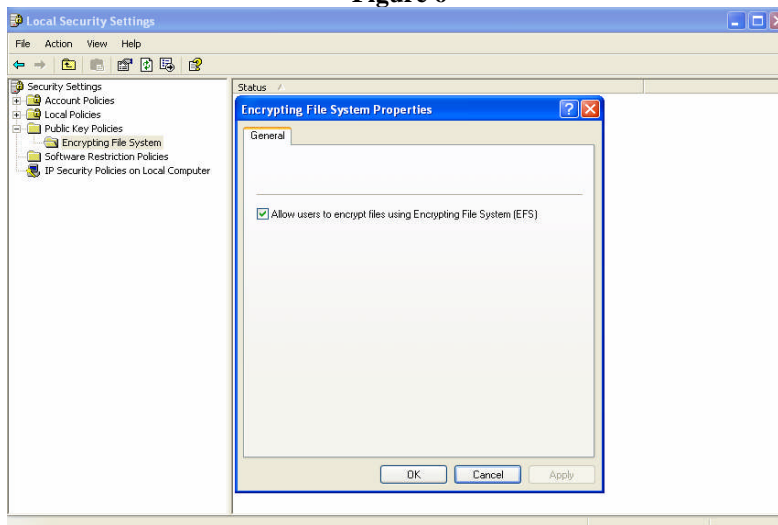 Local Security Settings
File Action View Help
Security Settings
Account Policies
Local Policies
Public Key Policies
Encrypting File System
Software Restriction Policies
IP Security Policies on Local Computer
Status
Encrypting File System Properties
General
Allow users to encrypt files using Encrypting File System (EFS)
OK Cancel Apply